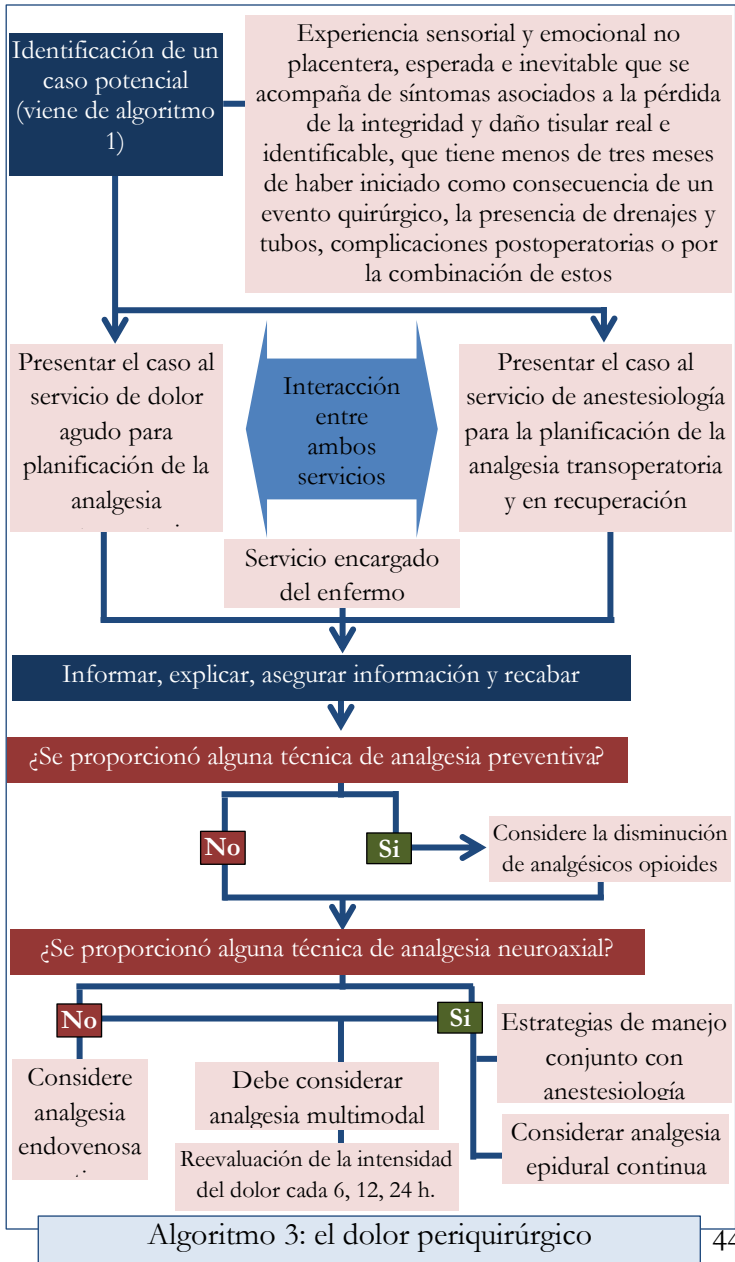 Identificación de un
caso potencial
(viene de algoritmo
1)
Experiencia sensorial y emocional no
placentera, esperada e inevitable que se
acompaña de síntomas asociados a la pérdida
de la integridad y daño tisular real e
identificable, que tiene menos de tres meses
de haber iniciado como consecuencia de un
evento quirúrgico, la presencia de drenajes y
tubos, complicaciones postoperatorias o por
la combinación de estos
Presentar el caso al
servicio de dolor
agudo para
planificación de la
analgesia
Interacción
entre
ambos
servicios
Presentar el caso al
servicio de anestesiología
para la planificación de la
analgesia transoperatoria
y en recuperación
Servicio encargado
del enfermo
Informar, explicar, asegurar información y recabar
¿Se proporcionó alguna técnica de analgesia preventiva?
No
Si
Considere la disminución
de analgésicos opioides
¿Se proporcionó alguna técnica de analgesia neuroaxial?
No
Si
Considere
analgesia
endovenosa
Debe considerar
analgesia multimodal
Reevaluación de la intensidad
del dolor cada 6, 12, 24 h.
Estrategias de manejo
conjunto con
anestesiología
Considerar analgesia
epidural continua
Algoritmo 3: el dolor periquirúrgico
44